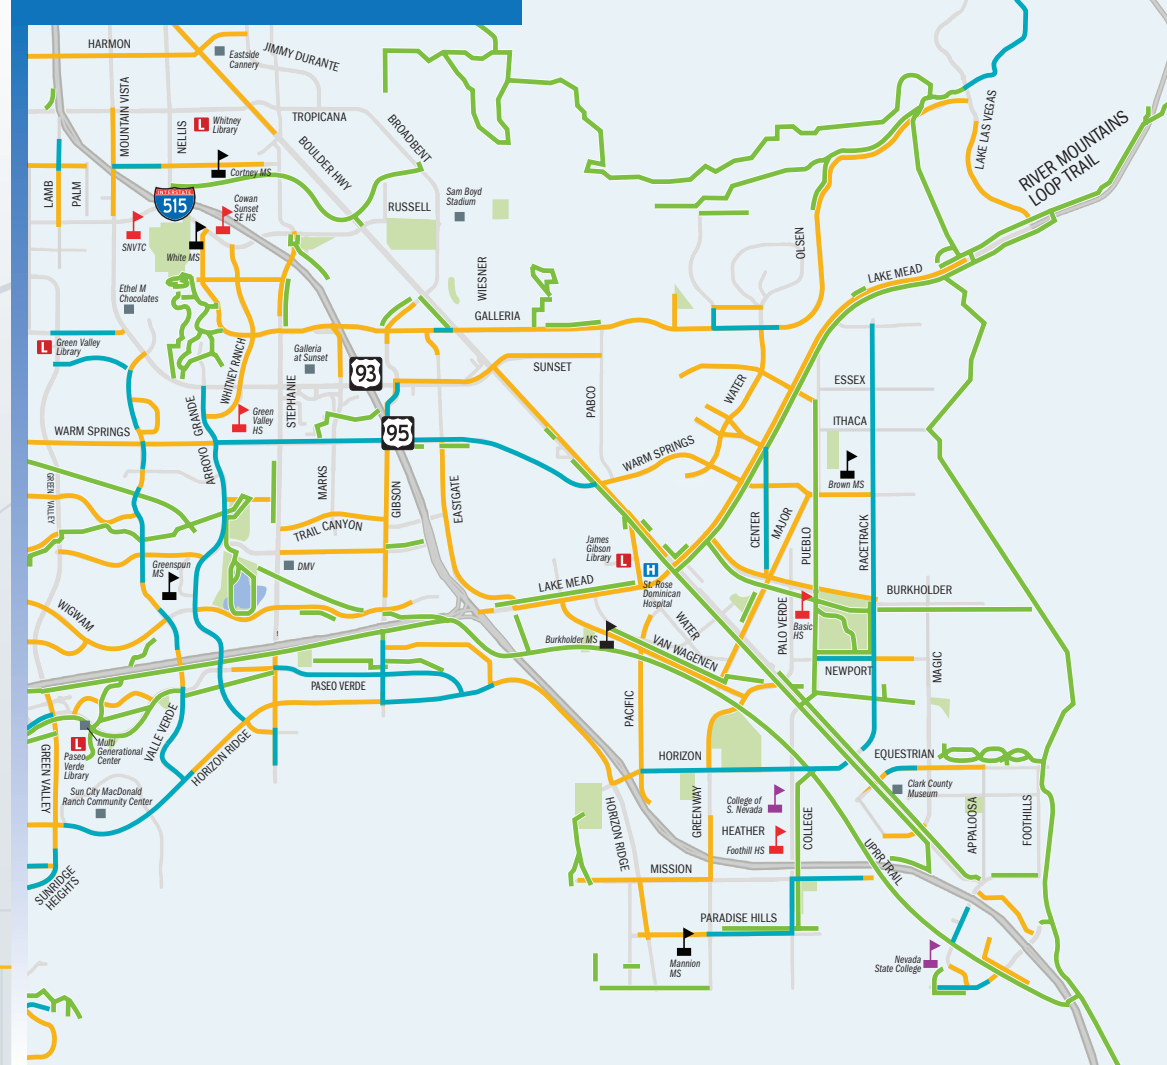 HARMON
JIMMY DURANTE
Eastside
Cannery
MOUNTAIN VISTA
NELLIS
L
Whitney
Library
TROPICANA
BROADBENT
BOULDER HWY
LAKE LAS VEGAS
RIVER MOUNTAINS
LOOP TRAIL
LAMB
PALM
Cortney MS
INTERSTATE
515
Cowan
Sunset
SE HS
RUSSELL
Sam Boyd
Stadium
SNVTC
White MS
OLSEN
WIESNER
LAKE MEAD
Ethel M
Chocolates
GALLERIA
L
Green Valley
Library
WHITNEY RANCH
Galleria
at Sunset
93
SUNSET
ESSEX
STEPHANIE
WATER
PABCO
GRANDE
Green
Valley
HS
ITHACA
WARM SPRINGS
95
WARM SPRINGS
ARROYO
MARKS
GIBSON
EASTGATE
Brown MS
GREEN VALLEY
TRAIL CANYON
CENTER
MAJOR
PUEBLO
RACETRACK
James
Gibson
Library
L
H
St. Rose
Dominican
Hospital
Greenspun
MS
DMV
LAKE MEAD
BURKHOLDER
WIGWAM
WATER
PALO VERDE
Basic
HS
Burkholder MS
VAN WAGENEN
MAGIC
NEWPORT
PASEO VERDE
PACIFIC
VALLE VERDE
Multi
Generational
Center
L
Paseo
Verde
Library
GREEN VALLEY
HORIZON RIDGE
HORIZON
EQUESTRIAN
Sun City MacDonald
Ranch Community Center
Clark County
Museum
College of
S. Nevada
GREENWAY
HORIZON RIDGE
HEATHER
Foothill HS
COLLEGE
APPALOOSA
FOOTHILLS
MISSION
UPRR TRAIL
SUNRIDGE
HEIGHTS
PARADISE HILLS
Mannion
MS
Nevada
State College